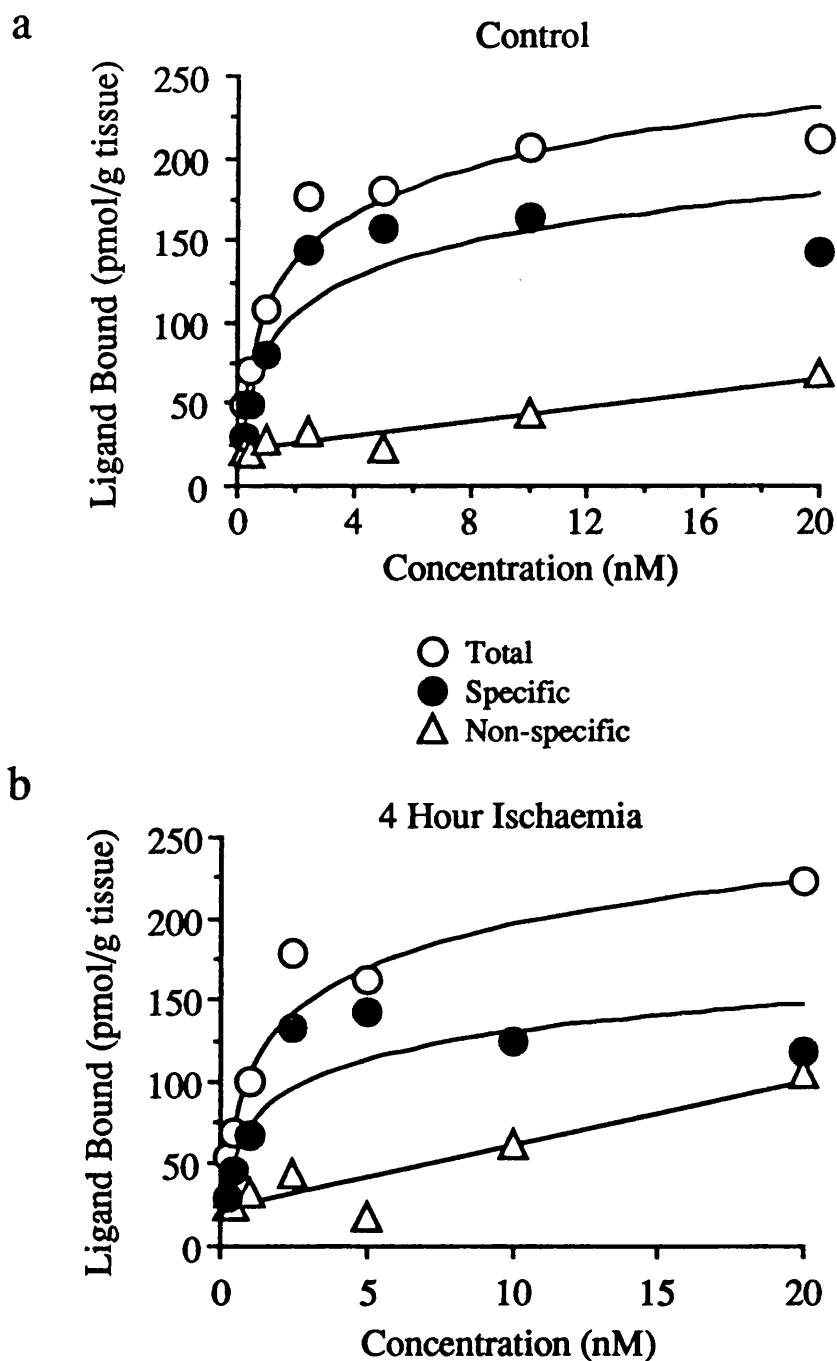 a
Control
Ligand Bound (pmol/g tissue)
250
200
150
100
50
0
0 4 8 12 16 20
Concentration (nM)
Total
Specific
Non-specific
b
4 Hour Ischaemia
Ligand Bound (pmol/g tissue)
250
200
150
100
50
0
0 5 10 15 20
Concentration (nM)